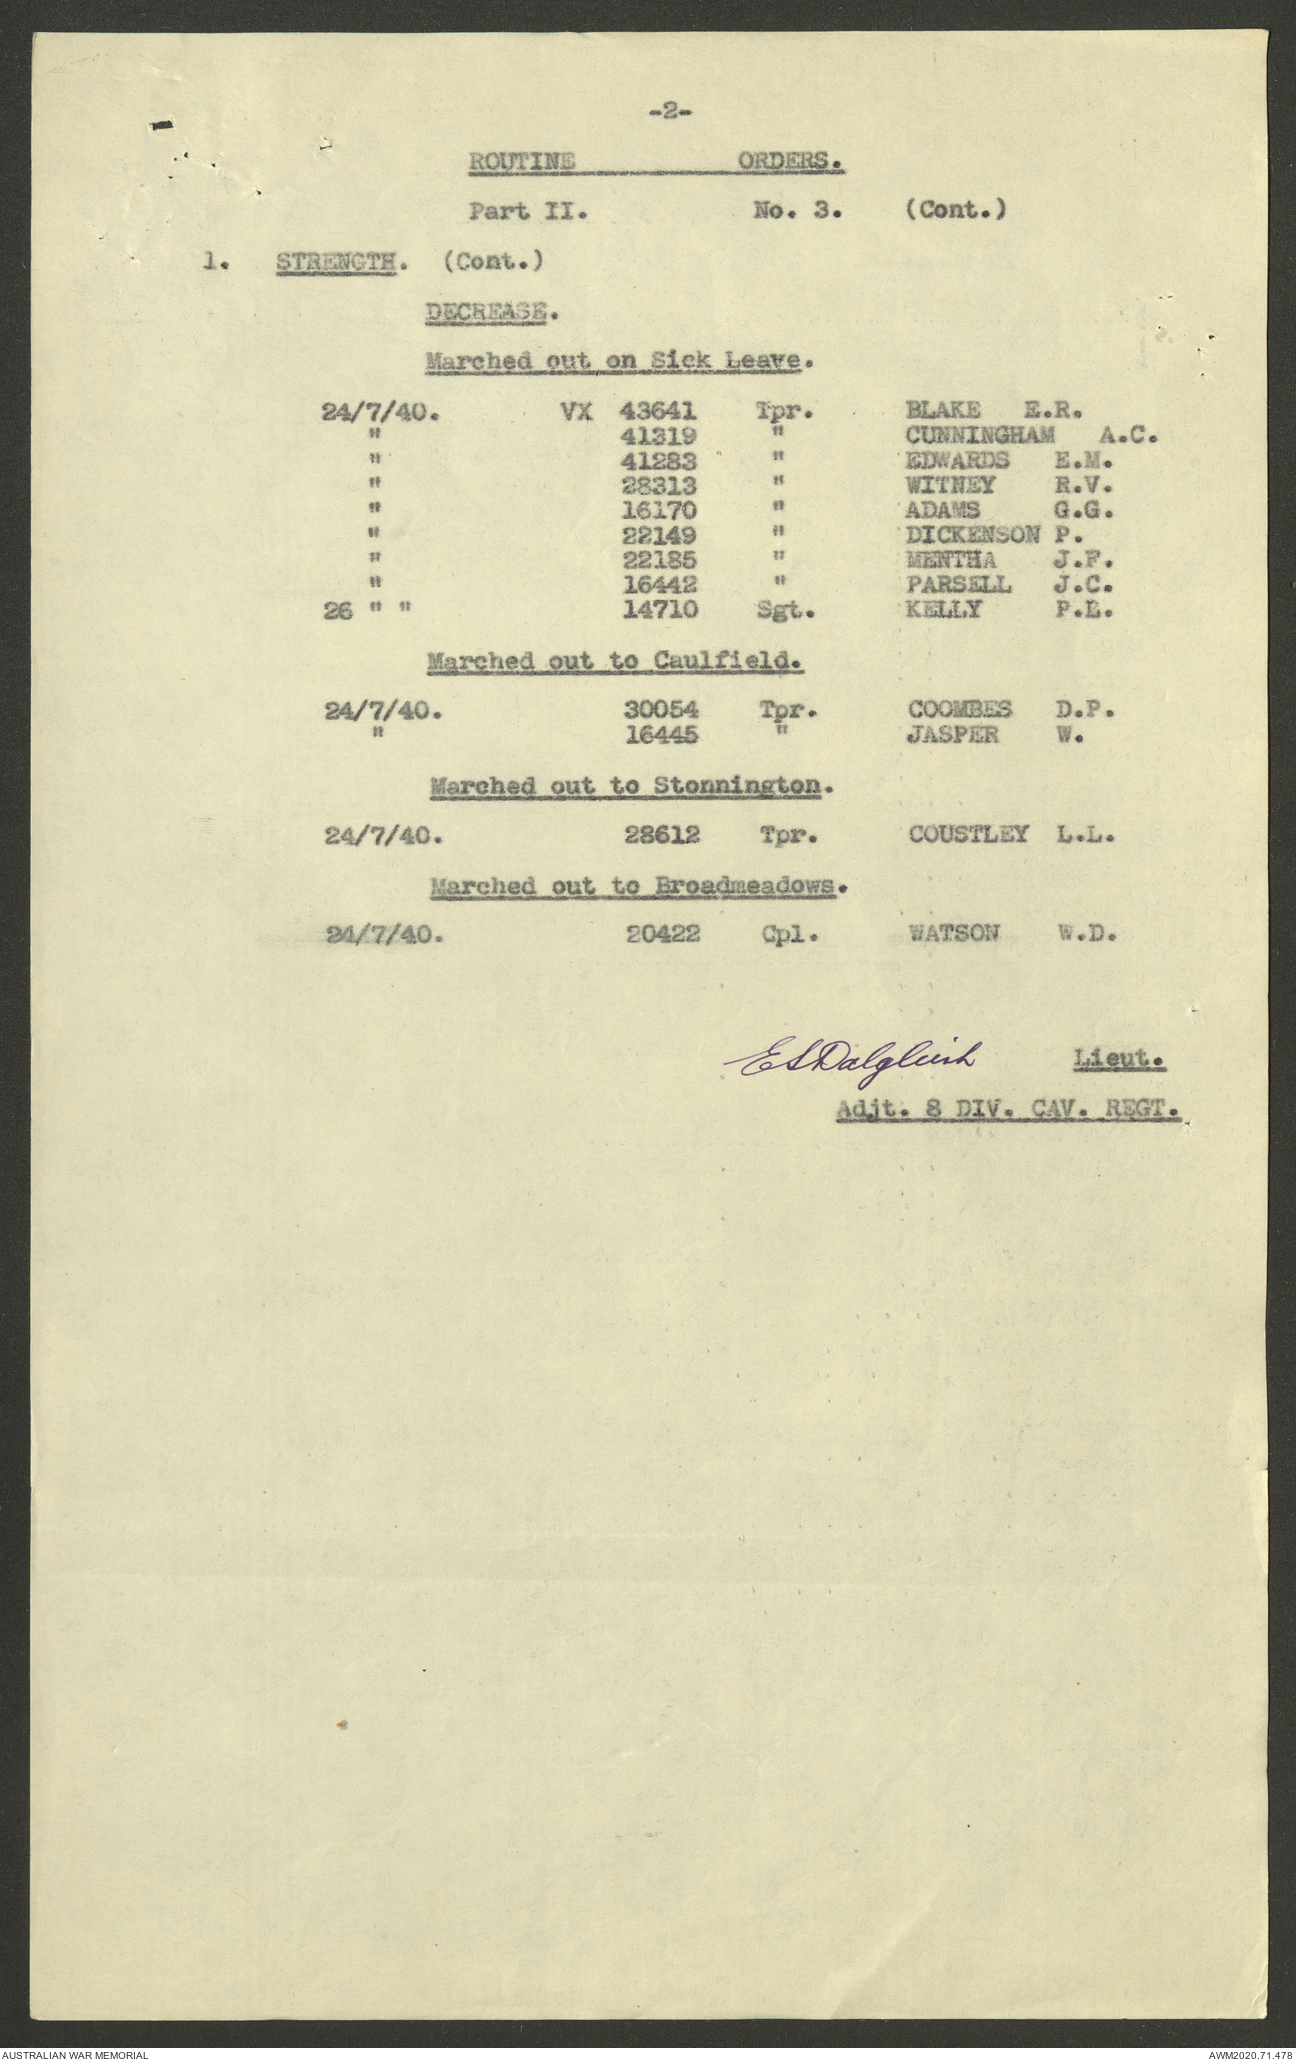 -2-
ROUTINE ORDERS.
Part II. No. 3. (Cont.)
1. STRENGTH. (Cont.)
DECREASE.
Marched out on Sick Leave.
24/7/40. VX 43641 Tpr. BLAKE E.R.
" 41319 " CUNNINGHAM A.C.
" 41283 " EDWARDS E.M.
" 28313 " WITNEY R.V.
" 16170 " ADAMS G.G.
" 22149 " DICKENSON P.
" 22185 " MENTHA J.F.
" 16442 " PARSELL J.C.
26 " " 14710 Sgt. KELLY P.E.
Marched out to Caulfield.
24/7/40. 30054 Tpr. COOMBES D.P.
" 16445 " JASPER W.
Marched out to Stonnington.
24/7/40. 28612 Tpr. COUSTLEY L.L.
Marched out to Broadmeadows.
24/7/40. 20422 Cpl. WATSON W.D.
ESDalgleish Lieut.
Adjt. 8 DIV. CAV. REGT.
AUSTRALIAN WAR MEMORIAL AWM2020.71.478